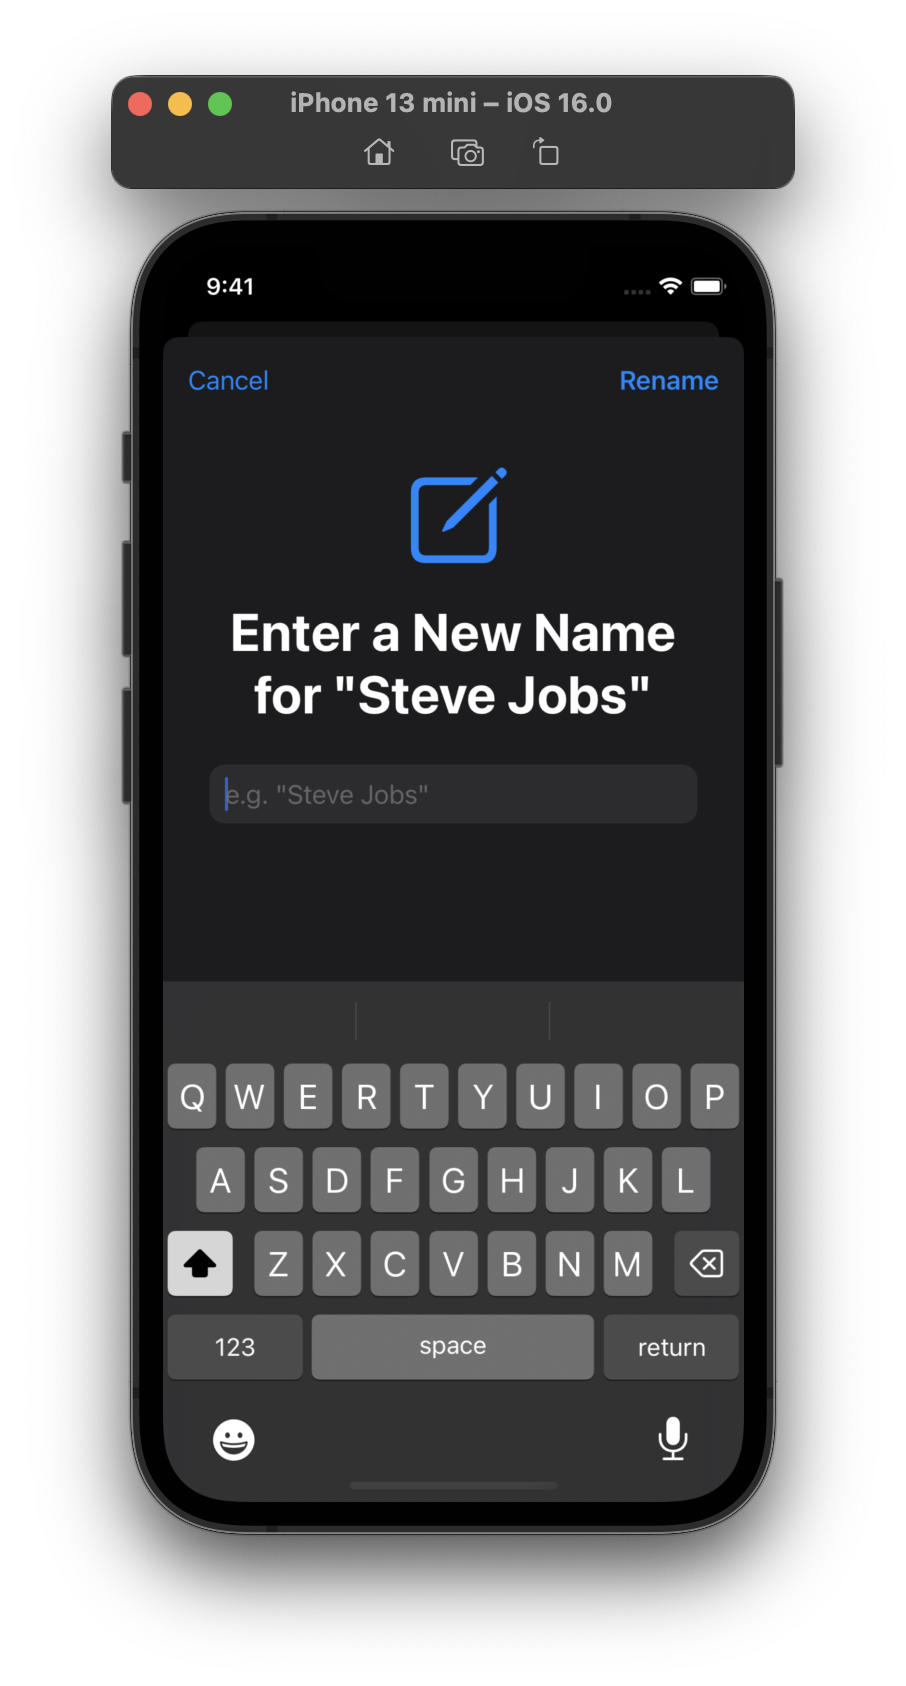 iPhone 13 mini – iOS 16.0
9:41
Cancel Rename
Enter a New Name
for "Steve Jobs"
e.g. "Steve Jobs"
Q W E R T Y U I O P
A S D F G H J K L
Z X C V B N M
123 space return